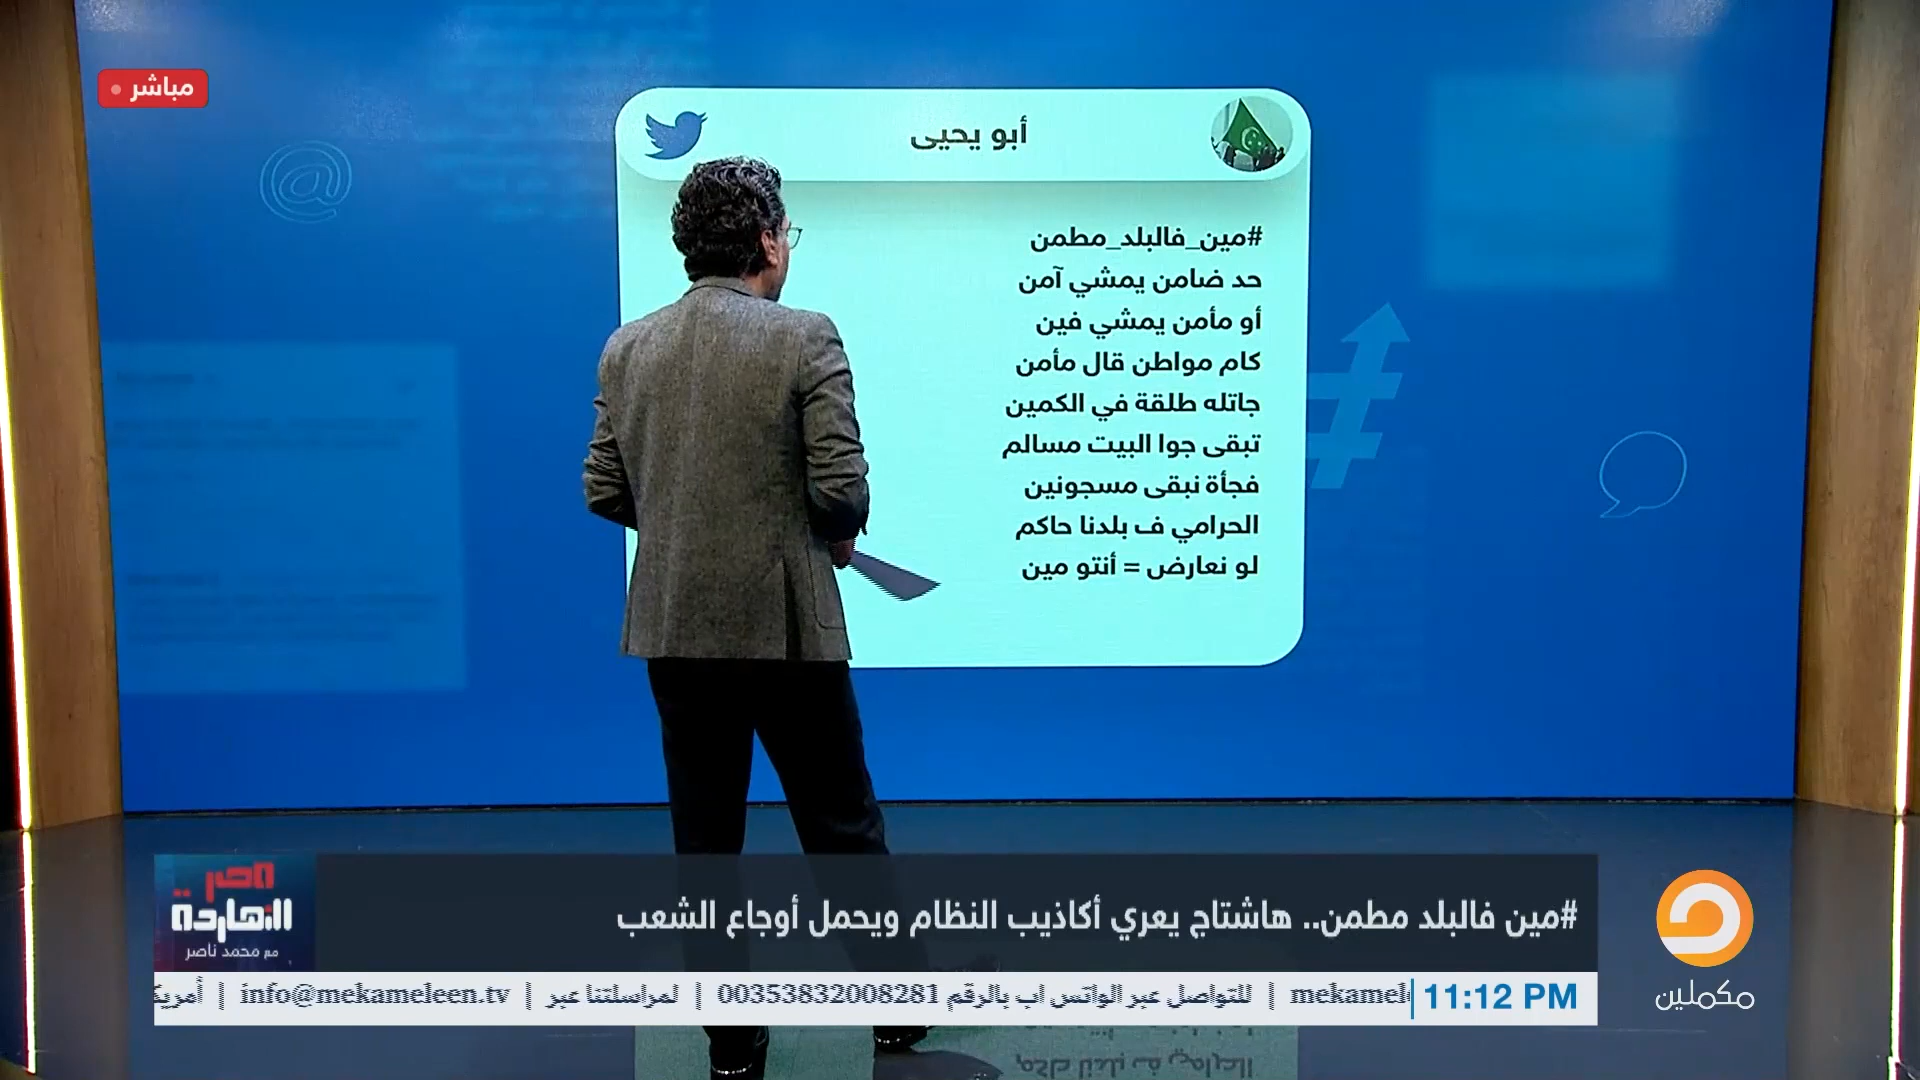 مباشر
أبو يحيى
#مين_فالبلد_مطمن
حد ضامن يمشي آمن
أو مأمن يمشي فين
كام مواطن قال مأمن
جاتله طلقة في الكمين
تبقى جوا البيت مسالم
فجأة نبقى مسجونين
الحرامي ف بلدنا حاكم
لو نعارض = أنتو مين
#مين فالبلد مطمن.. هاشتاج يعري أكاذيب النظام ويحمل أوجاع الشعب
مصر
النهاردة
مع محمد ناصر
مكملين
11:12 PM
mekamel | للتواصل عبر الواتس اب بالرقم 00353832008281 | لمراسلتنا عبر | info@mekameleen.tv |